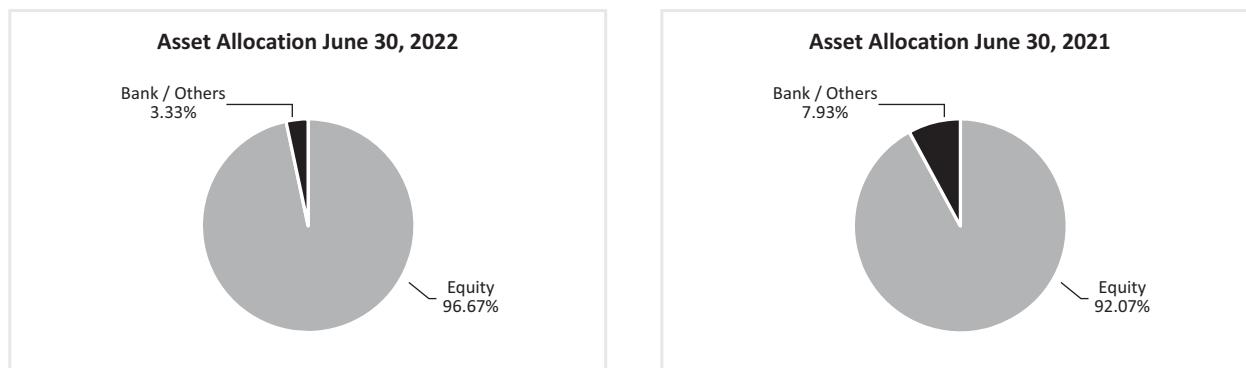 Asset Allocation June 30, 2022
Bank / Others
3.33%
Equity
96.67%
Asset Allocation June 30, 2021
Bank / Others
7.93%
Equity
92.07%